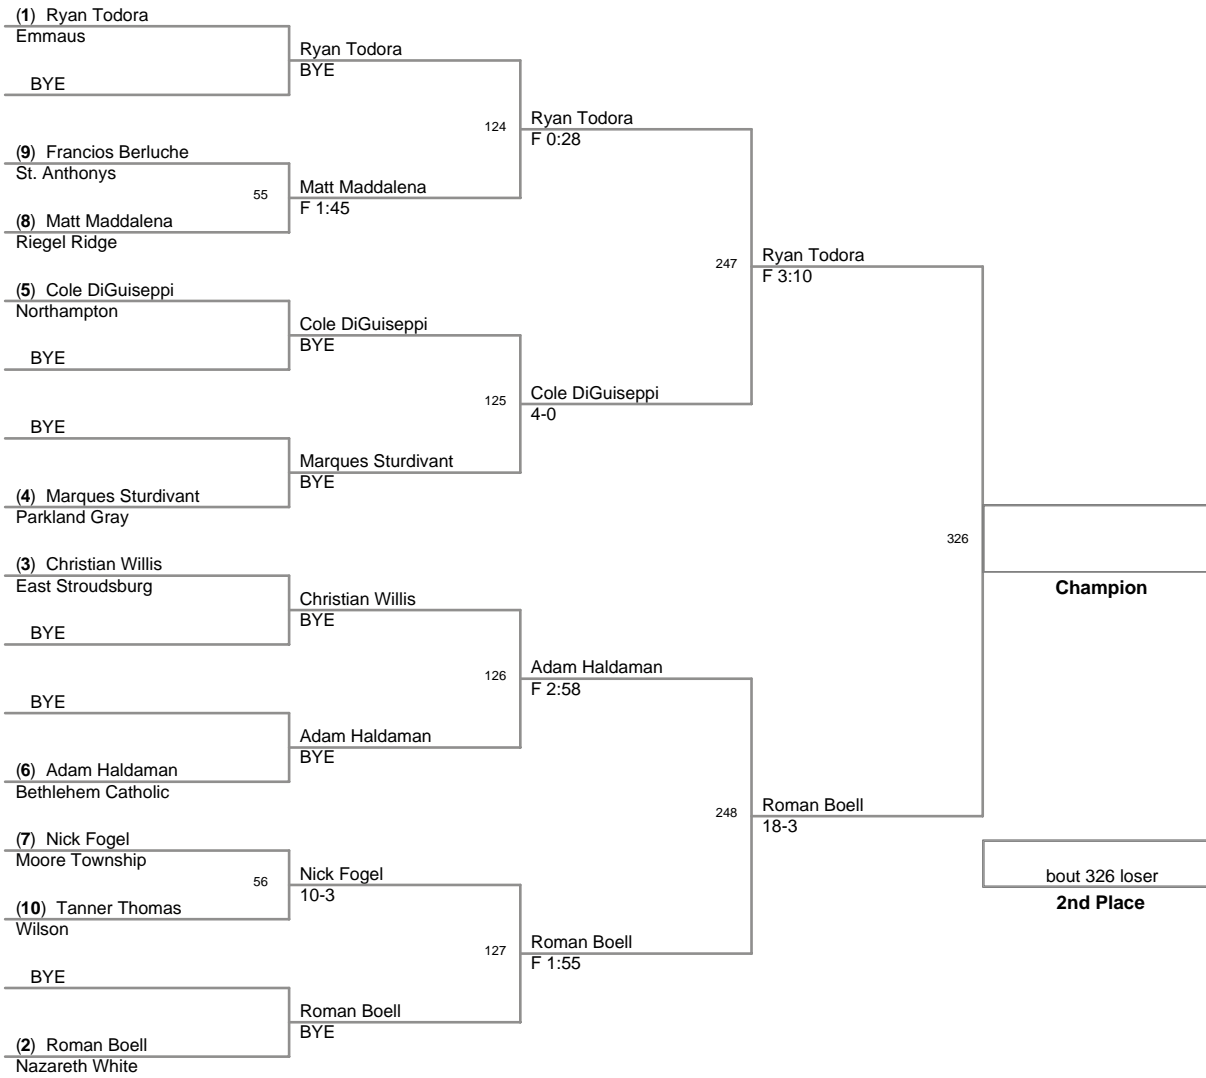 (1) Ryan Todora
Emmaus
BYE
(9) Francios Berluche
St. Anthonys
(8) Matt Maddalena
Riegel Ridge
(5) Cole DiGuiseppi
Northampton
BYE
BYE
(4) Marques Sturdivant
Parkland Gray
(3) Christian Willis
East Stroudsburg
BYE
BYE
(6) Adam Haldaman
Bethlehem Catholic
(7) Nick Fogel
Moore Township
(10) Tanner Thomas
Wilson
BYE
(2) Roman Boell
Nazareth White
55
56
Ryan Todora
BYE
Matt Maddalena
F 1:45
Cole DiGuiseppi
BYE
Marques Sturdivant
BYE
Christian Willis
BYE
Adam Haldaman
BYE
Nick Fogel
10-3
Roman Boell
BYE
124
125
126
127
Ryan Todora
F 0:28
Cole DiGuiseppi
4-0
Adam Haldaman
F 2:58
Roman Boell
F 1:55
247
248
Ryan Todora
F 3:10
Roman Boell
18-3
326
Champion
bout 326 loser
2nd Place